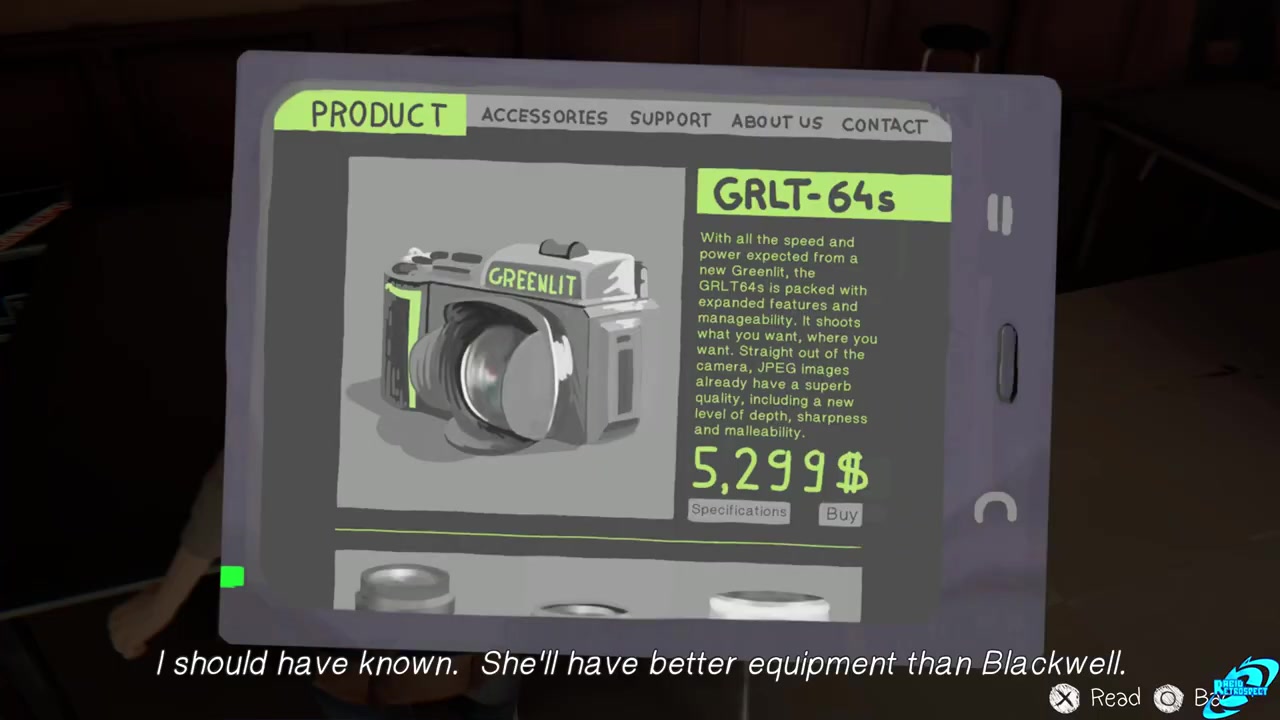 PRODUCT ACCESSORIES SUPPORT ABOUT US CONTACT
GREENLIT
GRLT-64s
With all the speed and
power expected from a
new Greenlit, the
GRLT64s is packed with
expanded features and
manageability. It shoots
what you want, where you
want. Straight out of the
camera, JPEG images
already have a superb
quality, including a new
level of depth, sharpness
and malleability.
5,299$
Specifications Buy
I should have known. She'll have better equipment than Blackwell.
Read
RETROSPECT